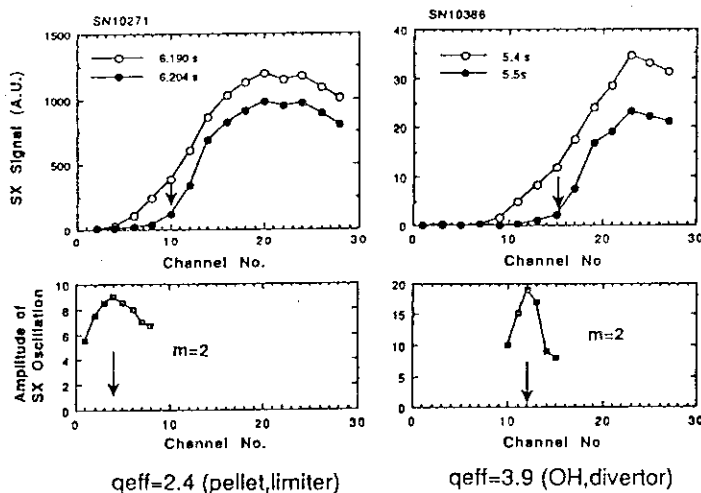 SN10271
SX Signal (A.U.)
1500
1000
500
0
6.190 s
6.204 s
0 10 20 30
Channel No.
SN10386
40
30
20
10
0
5.4 s
5.5s
0 10 20 30
Channel No.
Amplitude of
SX Oscillation
10
8
6
4
2
0
m=2
0 10 20 30
Channel No.
qeff=2.4 (pellet,limiter)
20
15
10
5
0
m=2
0 10 20 30
Channel No.
qeff=3.9 (OH,divertor)